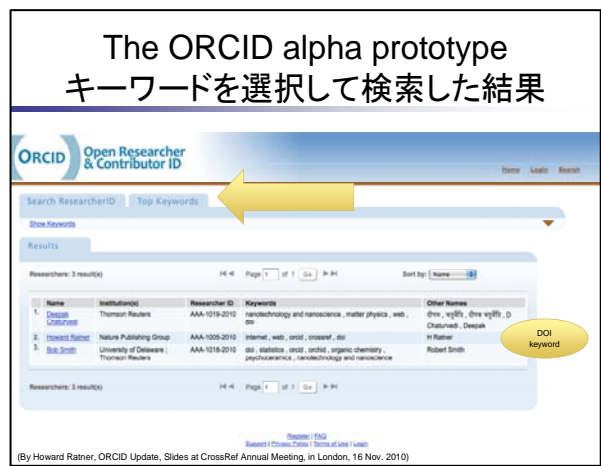 The ORCID alpha prototype
キーワードを選択して検索した結果
ORCID Open Researcher
& Contributor ID
Home Login Search
Search ResearcherID Top Keywords
Show Keywords
Results
Researchers: 3 result(s) Page 1 of 1 Go Sort by: Name
Name Institution(s) Researcher ID Keywords Other Names
1. Deepak Thomson Reuters AAA-1019-2010 nanotechnology and nanoscience , matter physics , web , D
Chaturvedi doi Chaturvedi , Deepak
2. Howard Ratner Nature Publishing Group AAA-1005-2010 internet , web , orcid , crossref , doi H Ratner
3. Bob Smith University of Delaware ; AAA-1018-2010 doi , statistics , orcid , orchid , organic chemistry , Robert Smith
Thomson Reuters psychoceramics , nanotechnology and nanoscience
DOI
keyword
Researchers: 3 result(s) Page 1 of 1 Go
Register | FAQ
Support | Privacy Policy | Terms of Use | Login
(By Howard Ratner, ORCID Update, Slides at CrossRef Annual Meeting, in London, 16 Nov. 2010)